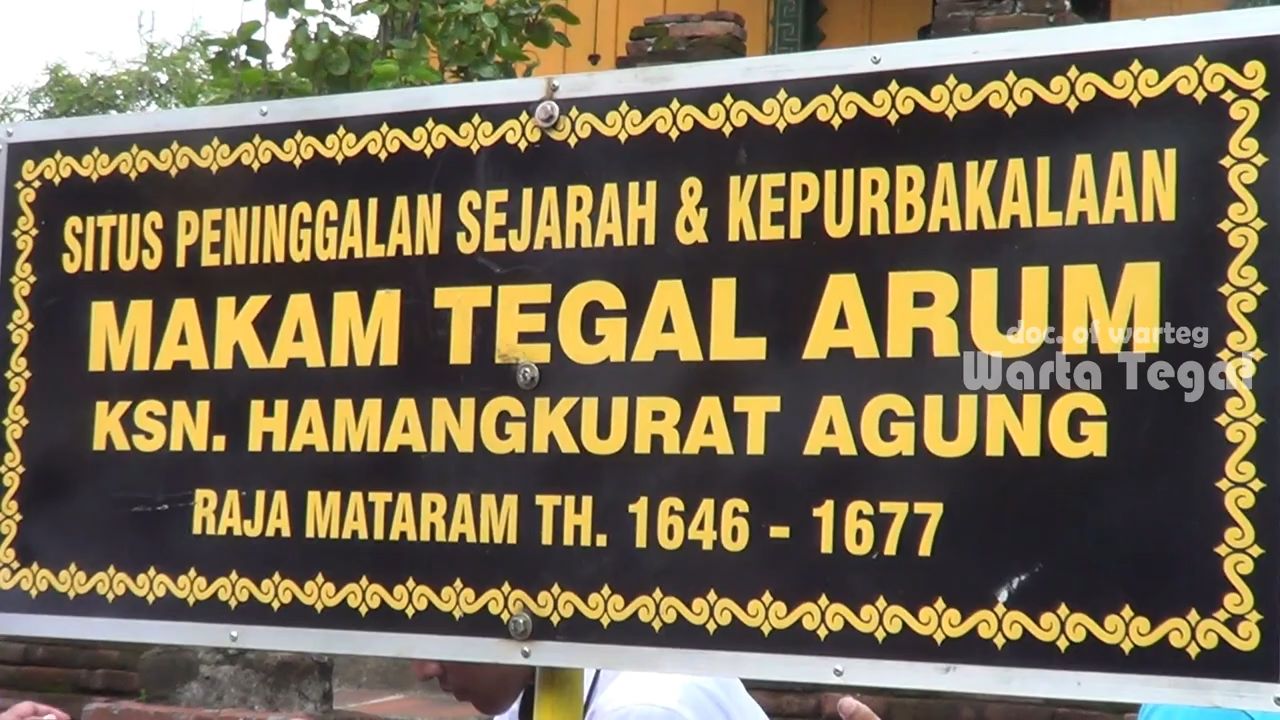 SITUS PENINGGALAN SEJARAH & KEPURBAKALAAN
MAKAM TEGAL ARUM
KSN. HAMANGKURAT AGUNG
RAJA MATARAM TH. 1646 - 1677
doc. of warteg
Warta Tegal